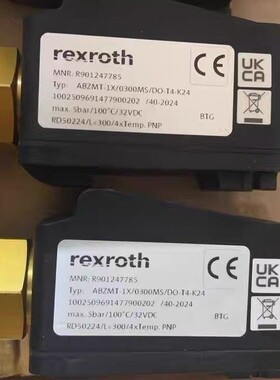 rexroth
MNR: R901247785
Typ: ABZMT-1X/0300MS/DO-T4-K24
1002509691477900202 /40-2024
max. 5bar/100°C/32VDC BTG
RD50224/L=300/4xTemp. PNP
UK
CA
rexroth
MNR: R901247785
Typ: ABZMT-1X/0300MS/DO-T4-K24
1002509691477900202 /40-2024
max. 5bar/100°C/32VDC BTG
RD50224/L=300/4xTemp. PNP
UK
CA